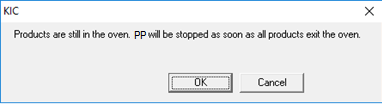 KIC
Products are still in the oven. PP will be stopped as soon as all products exit the oven.
OK
Cancel